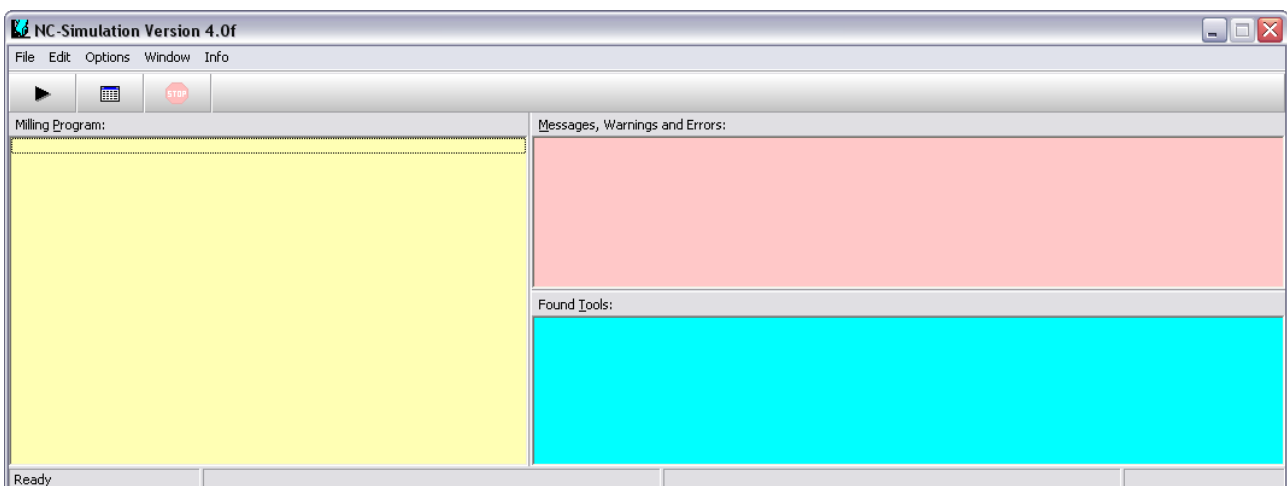 NC-Simulation Version 4.0f
File Edit Options Window Info
STOP
Milling Program:
Messages, Warnings and Errors:
Found Tools:
Ready